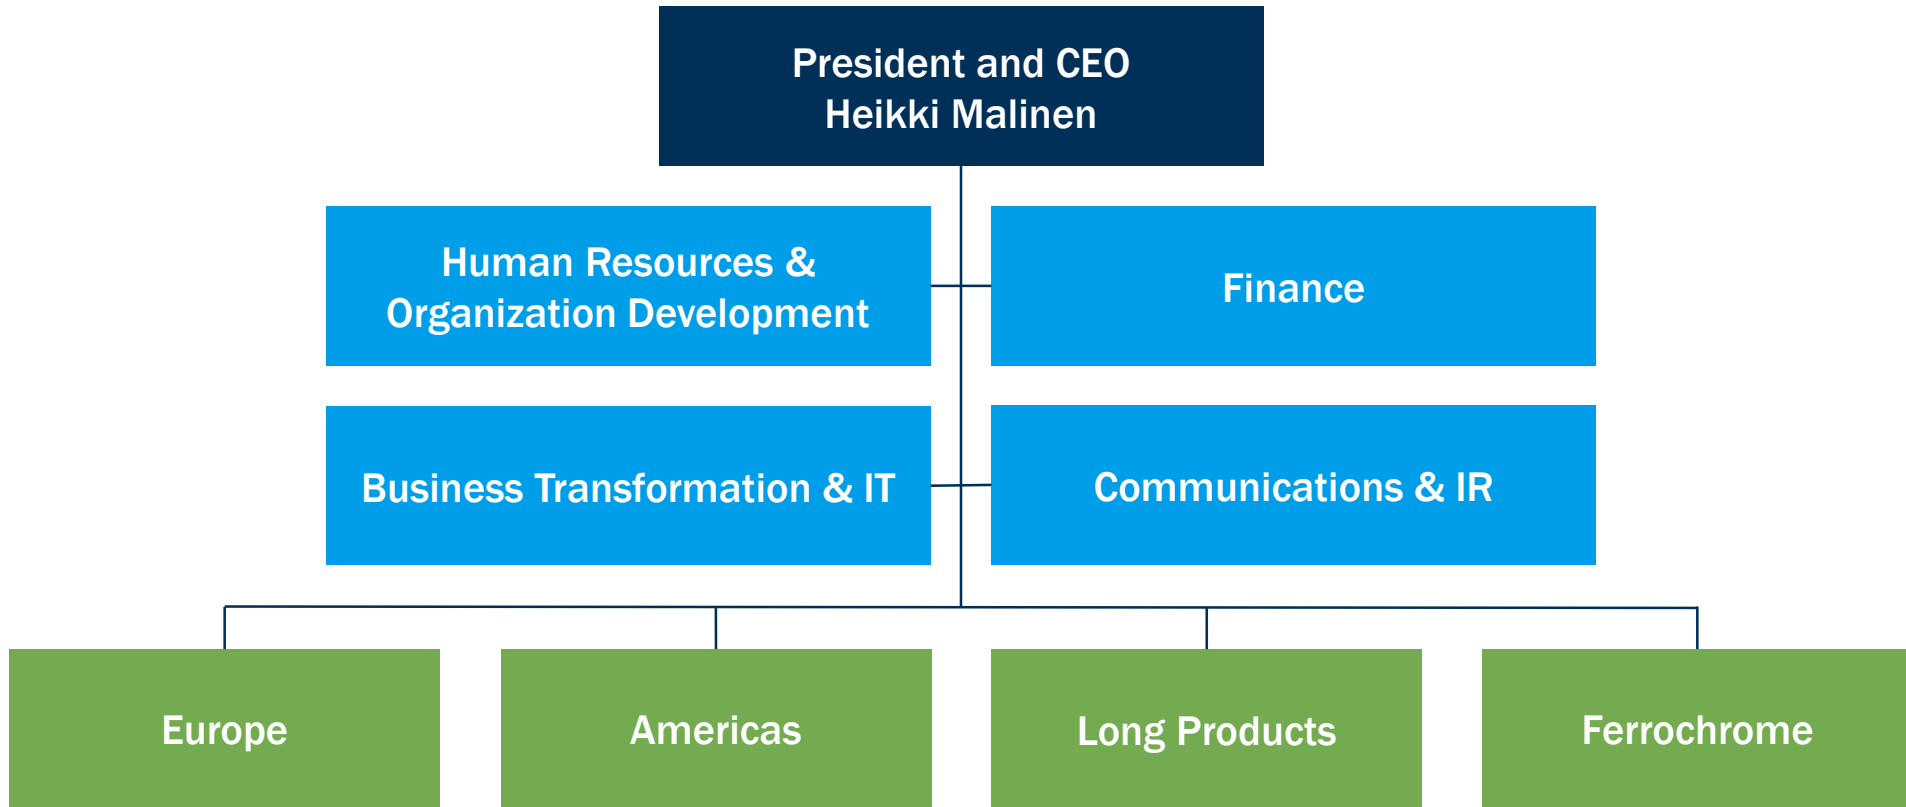 President and CEO
Heikki Malinen
Human Resources &
Organization Development
Finance
Business Transformation & IT
Communications & IR
Europe
Americas
Long Products
Ferrochrome